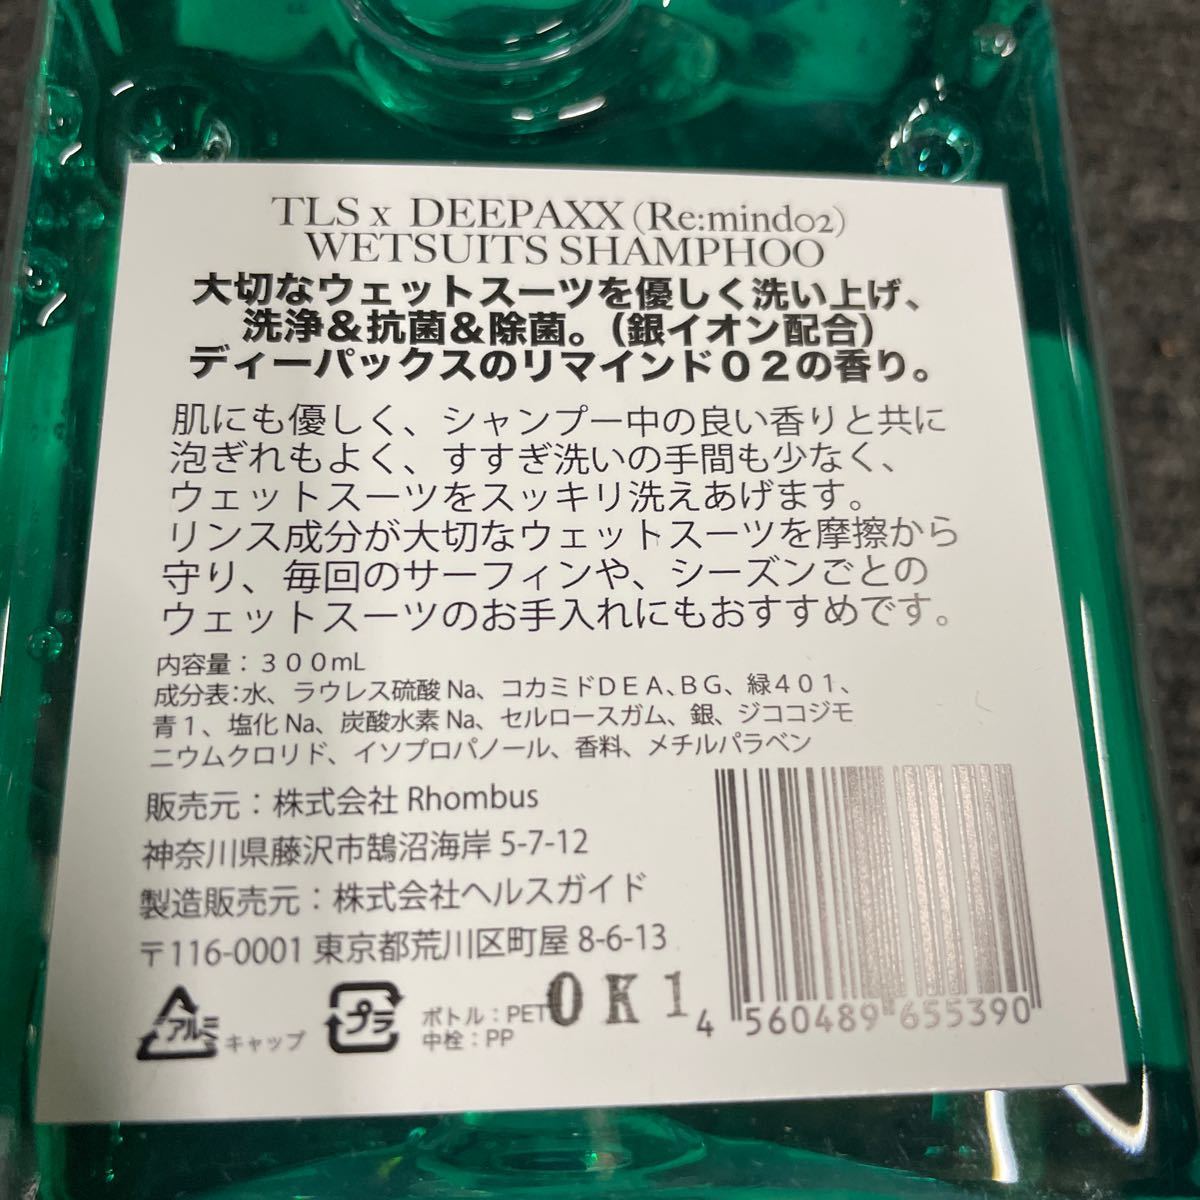 TLS x DEEPAXX (Re:mind02)
WETSUITS SHAMPHOO
大切なウェットスーツを優しく洗い上げ、
洗浄＆抗菌＆除菌。(銀イオン配合)
ディーパックスのリマインド０２の香り。
肌にも優しく、シャンプー中の良い香りと共に
泡ぎれもよく、すすぎ洗いの手間も少なく、
ウェットスーツをスッキリ洗えあげます。
リンス成分が大切なウェットスーツを摩擦から
守り、毎回のサーフィンや、シーズンごとの
ウェットスーツのお手入れにもおすすめです。
内容量：３００mL
成分表:水、ラウレス硫酸 Na、コカミドＤＥＡ、ＢＧ、緑４０１、
青１、塩化 Na、炭酸水素 Na、セルロースガム、銀、ジココジモ
ニウムクロリド、イソプロパノール、香料、メチルパラベン
販売元：株式会社 Rhombus
神奈川県藤沢市鵠沼海岸 5-7-12
製造販売元：株式会社ヘルスガイド
〒116-0001 東京都荒川区町屋 8-6-13
アルミ キャップ
プラ ボトル：PET
中栓：PP
OK1
4 560489 655390